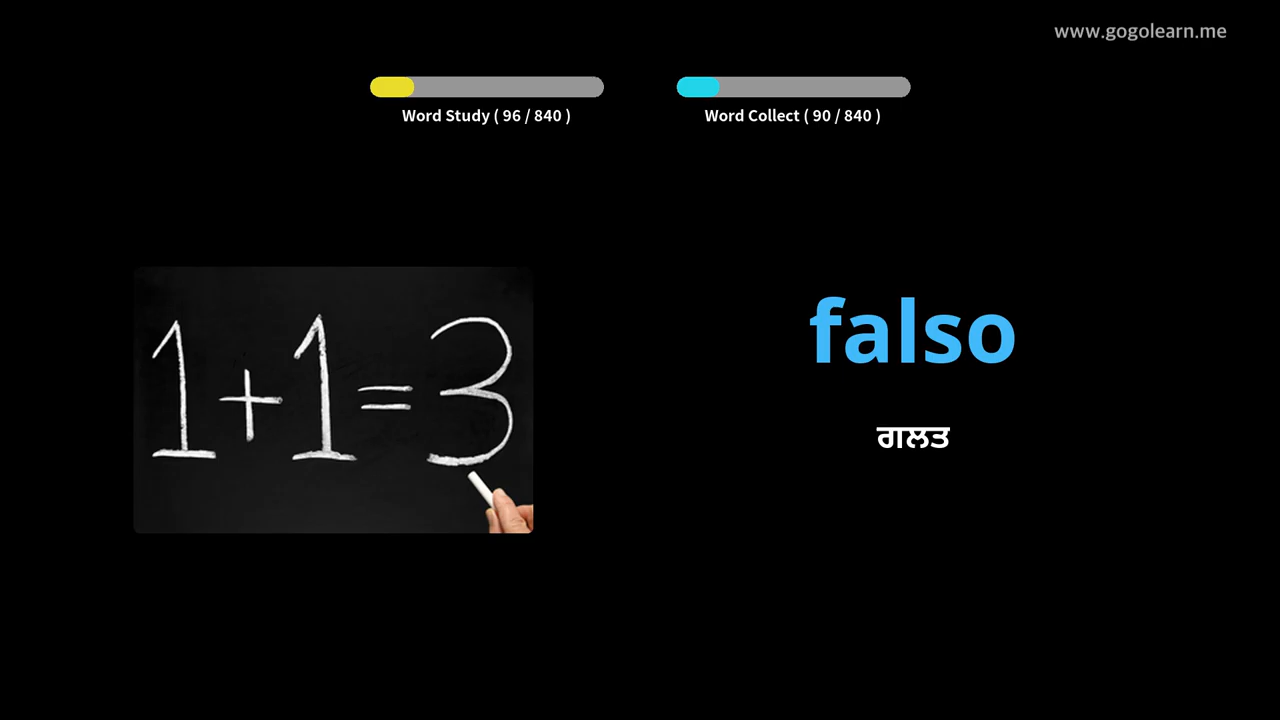 www.gogolearn.me
Word Study ( 96 / 840 )
Word Collect ( 90 / 840 )
1+1=3
falso
ਗਲਤ